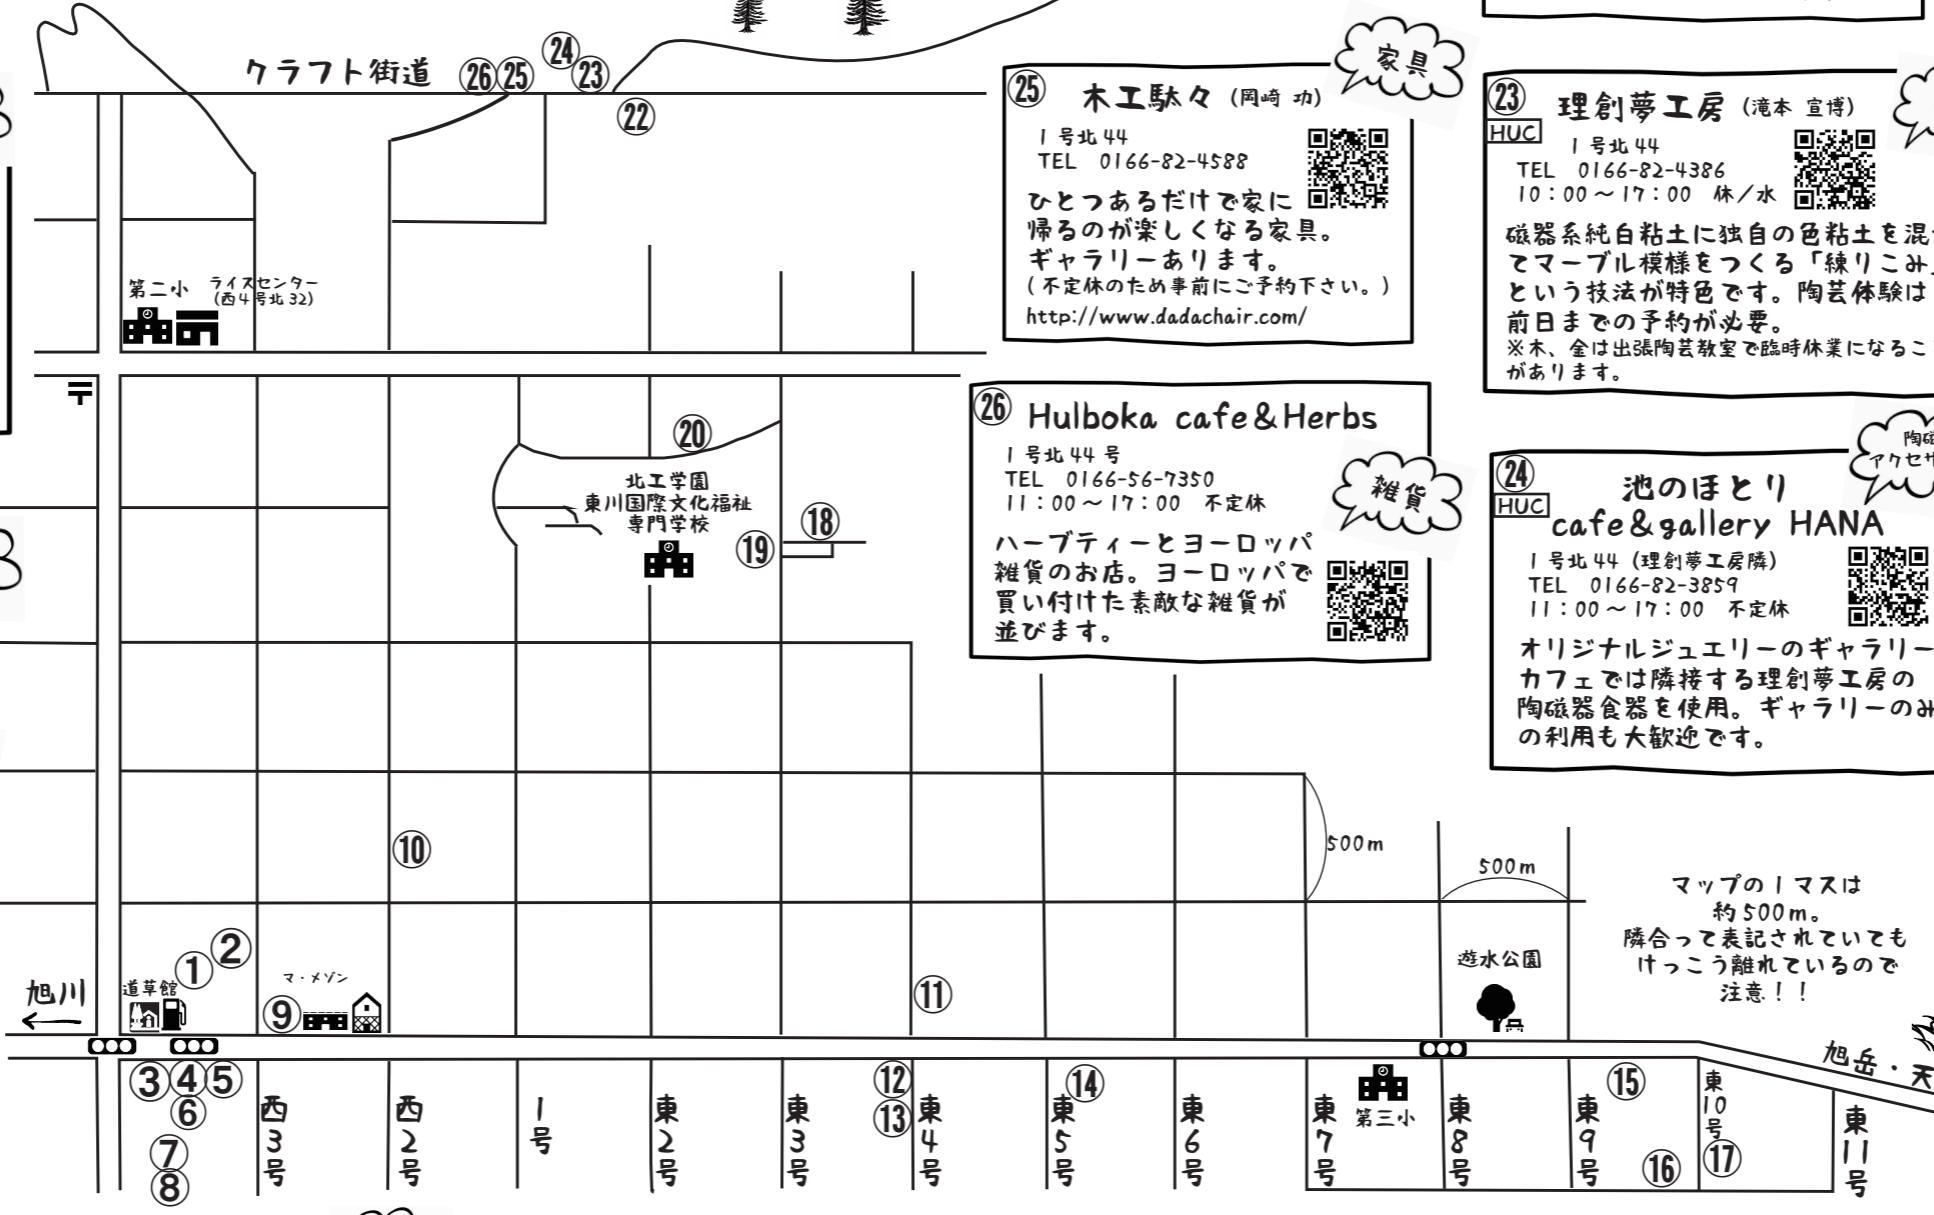 クラフト街道
㉖
㉕
㉔
㉓
㉒
第二小
ライスセンター
(西4号北32)
〒
⑳
北工学園
東川国際文化福祉
専門学校
⑲
⑱
⑩
500m
500m
マップの1マスは
約500m。
隣合って表記されていても
けっこう離れているので
注意!!
遊水公園
②
①
道草館
マ・メゾン
⑨
旭川
⑪
旭岳・天
③
④
⑤
⑥
⑦
⑧
西3号
西2号
1号
東2号
東3号
⑫
⑬
東4号
東5号
⑭
東6号
東7号
第三小
東8号
東9号
⑮
⑯
東10号
⑰
東11号
家具
㉕ 木工駄々(岡崎 功)
1号北44
TEL 0166-82-4588
ひとつあるだけで家に
帰るのが楽しくなる家具。
ギャラリーあります。
(不定休のため事前にご予約下さい。)
http://www.dadachair.com/
㉖ Hulboka cafe&Herbs
1号北44号
TEL 0166-56-7350
11:00～17:00 不定休
雑貨
ハーブティーとヨーロッパ
雑貨のお店。ヨーロッパで
買い付けた素敵な雑貨が
並びます。
㉓ 理創夢工房(滝本 宣博)
HUC
1号北44
TEL 0166-82-4386
10:00～17:00 休/水
磁器系純白粘土に独自の色粘土を混
てマーブル模様をつくる「練りこみ」
という技法が特色です。陶芸体験は
前日までの予約が必要。
※木、金は出張陶芸教室で臨時休業になるこ
があります。
陶磁
アクセサ
㉔ 池のほとり
HUC
cafe&gallery HANA
1号北44(理創夢工房隣)
TEL 0166-82-3859
11:00～17:00 不定休
オリジナルジュエリーのギャラリー
カフェでは隣接する理創夢工房の
陶磁器食器を使用。ギャラリーのみ
の利用も大歓迎です。